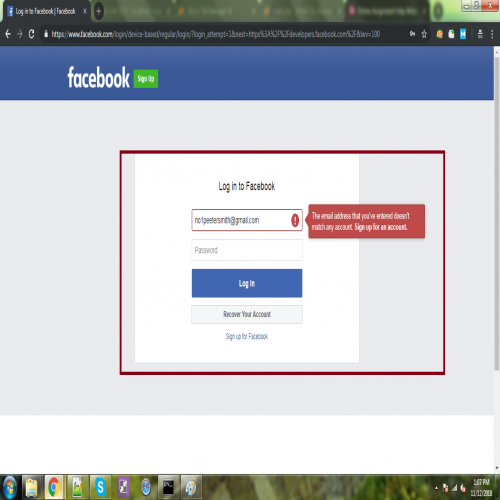 Log in to Facebook | Facebook
https://www.facebook.com/login/device-based/regular/login/?login_attempt=1&next=https%3A%2F%2Fdevelopers.facebook.com%2F&lwv=100
facebook
Sign Up
Log in to Facebook
no1peetersmith@gmail.com
The email address that you've entered doesn't
match any account. Sign up for an account.
Password
Log In
Recover Your Account
Sign up for Facebook
1:07 PM
11/12/2018